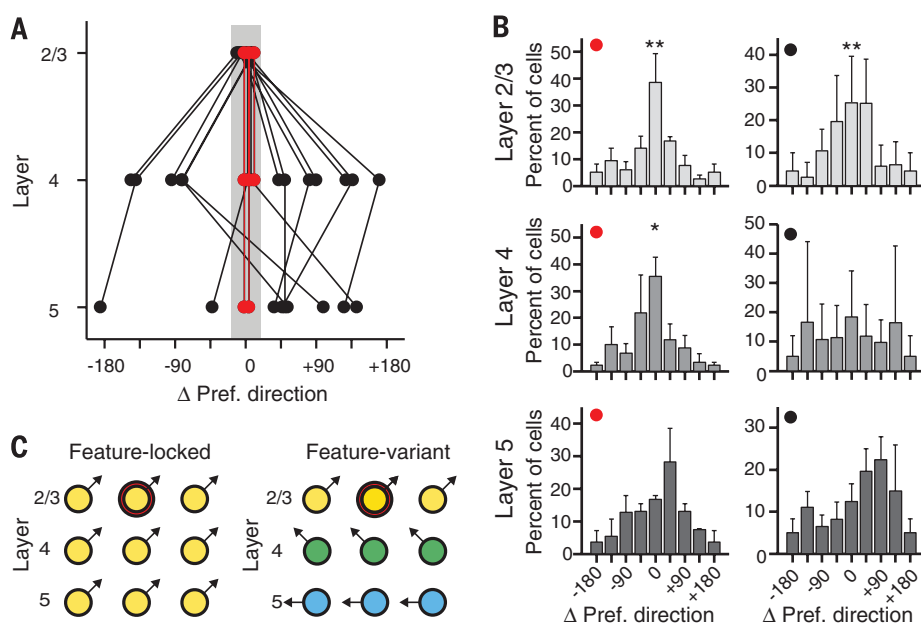 A
2/3
4
5
Layer
-180 -90 0 +90 +180
Δ Pref. direction
B
Layer 2/3
Percent of cells
50
40
30
20
10
0
**
40
30
20
10
0
**
Layer 4
Percent of cells
50
40
30
20
10
0
*
50
40
30
20
10
0
Layer 5
Percent of cells
40
30
20
10
0
30
20
10
0
-180 -90 0 +90 +180
Δ Pref. direction
-180 -90 0 +90 +180
Δ Pref. direction
C
Feature-locked
Layer
2/3
4
5
Feature-variant
Layer
2/3
4
5